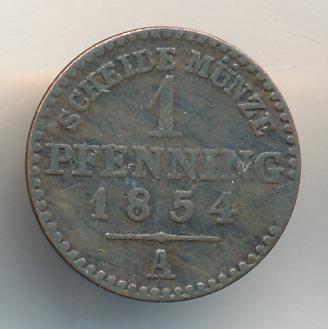 SCHEIDE MÜNZE
1
PFENNING
1854
A